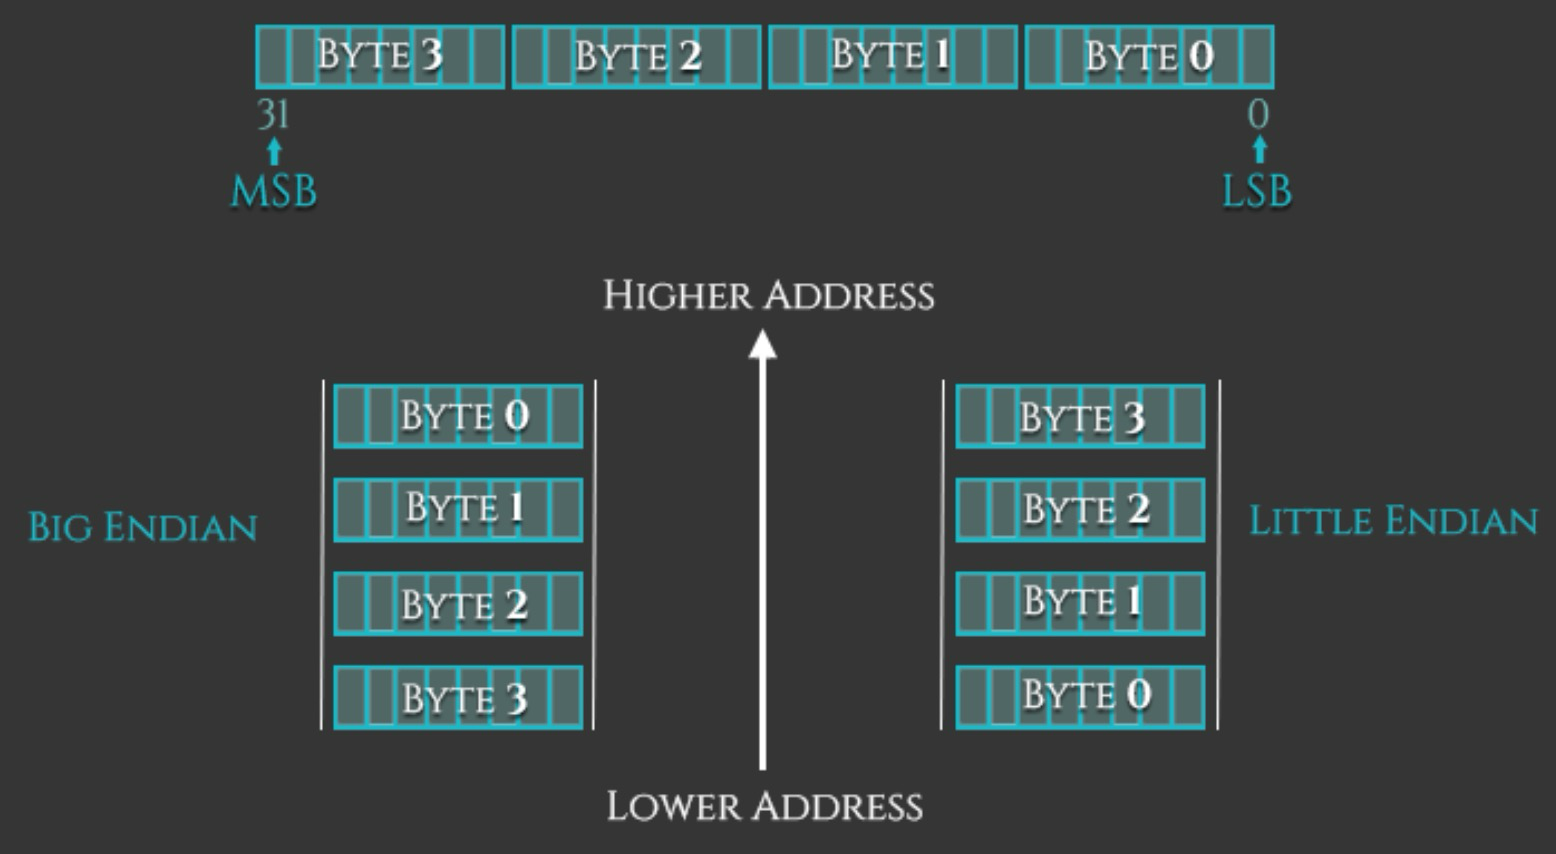 Byte 3 Byte 2 Byte 1 Byte 0
31 0
MSB LSB
Higher Address
Byte 0 Byte 3
Byte 1 Byte 2
Big Endian Little Endian
Byte 2 Byte 1
Byte 3 Byte 0
Lower Address